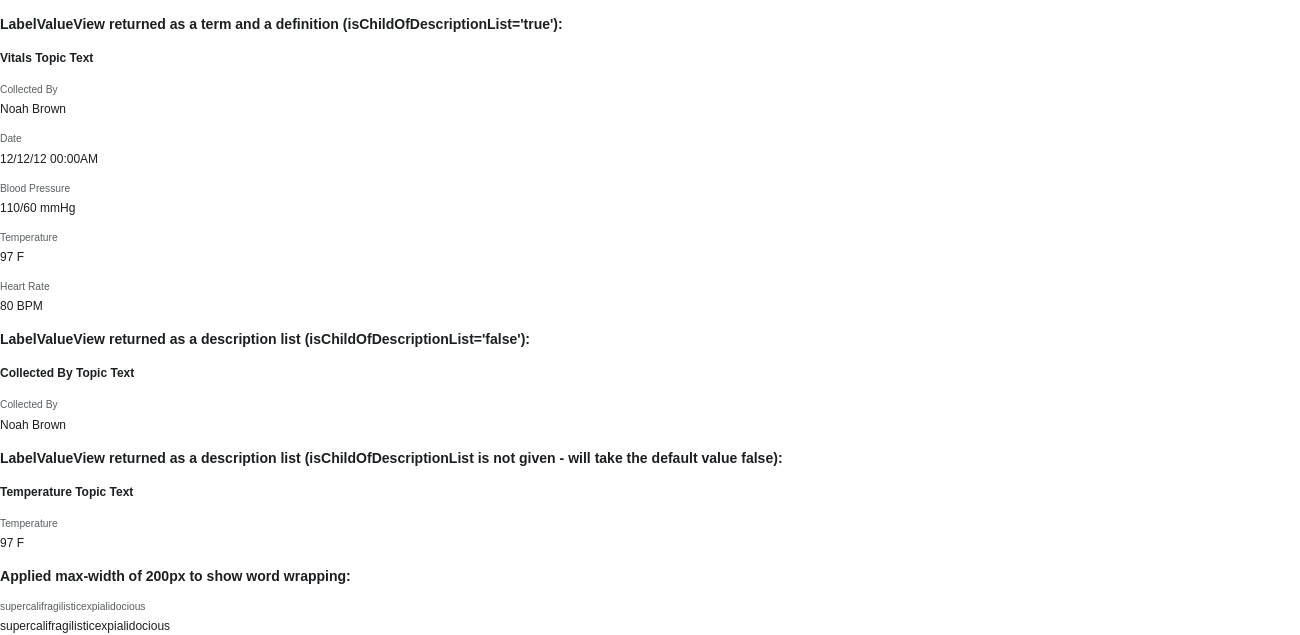 LabelValueView returned as a term and a definition (isChildOfDescriptionList='true'):
Vitals Topic Text
Collected By
Noah Brown
Date
12/12/12 00:00AM
Blood Pressure
110/60 mmHg
Temperature
97 F
Heart Rate
80 BPM
LabelValueView returned as a description list (isChildOfDescriptionList='false'):
Collected By Topic Text
Collected By
Noah Brown
LabelValueView returned as a description list (isChildOfDescriptionList is not given - will take the default value false):
Temperature Topic Text
Temperature
97 F
Applied max-width of 200px to show word wrapping:
supercalifragilisticexpialidocious
supercalifragilisticexpialidocious